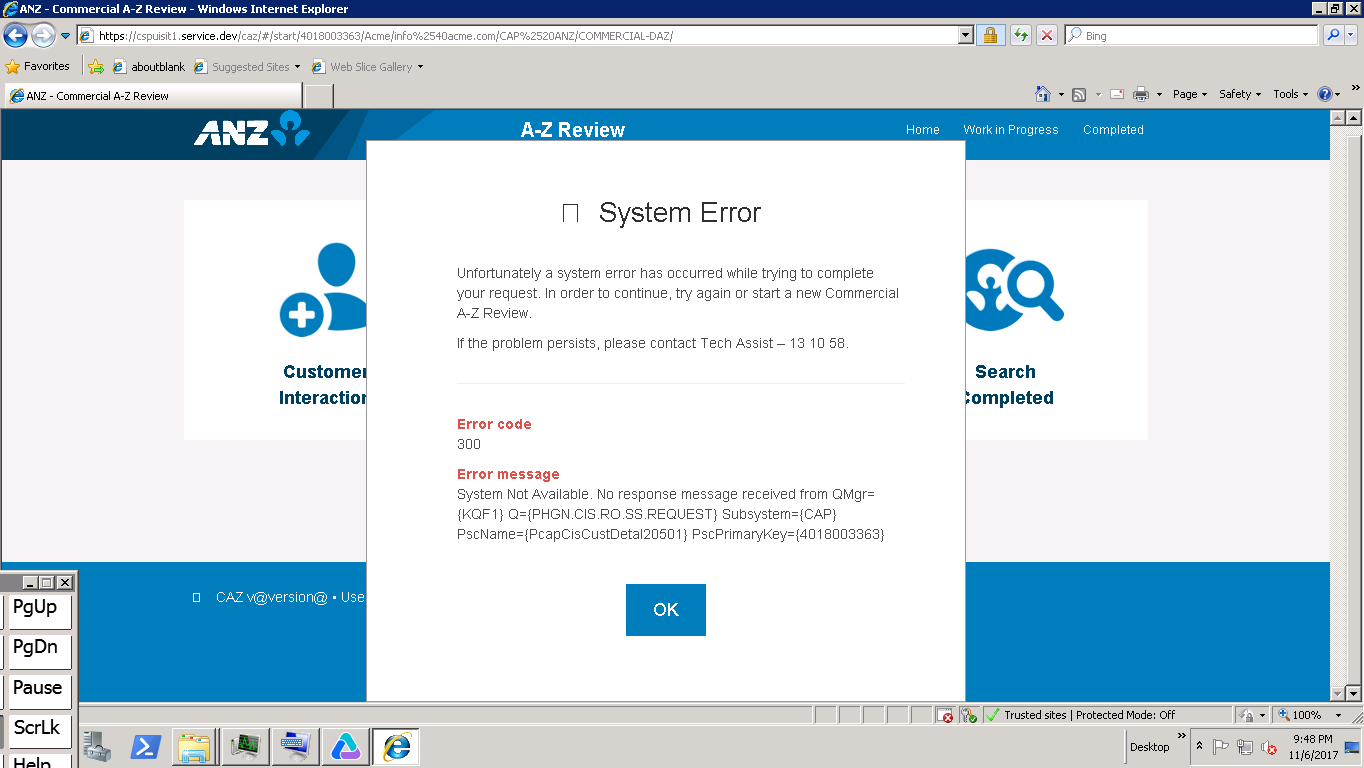 ANZ - Commercial A-Z Review - Windows Internet Explorer
https://cspuisit1.service.dev/caz/#/start/4018003363/Acme/info%2540acme.com/CAP%2520ANZ/COMMERCIAL-DAZ/
Bing
Favorites
aboutblank
Suggested Sites
Web Slice Gallery
ANZ - Commercial A-Z Review
Page
Safety
Tools
ANZ
A-Z Review
Home
Work in Progress
Completed
System Error
Unfortunately a system error has occurred while trying to complete
your request. In order to continue, try again or start a new Commercial
A-Z Review.
If the problem persists, please contact Tech Assist – 13 10 58.
Customer
Interaction
Search
Completed
Error code
300
Error message
System Not Available. No response message received from QMgr=
{KQF1} Q={PHGN.CIS.RO.SS.REQUEST} Subsystem={CAP}
PscName={PcapCisCustDetal20501} PscPrimaryKey={4018003363}
OK
CAZ v@version@ • Use
PgUp
PgDn
Pause
ScrLk
Help
Trusted sites | Protected Mode: Off
100%
Desktop
9:48 PM
11/6/2017